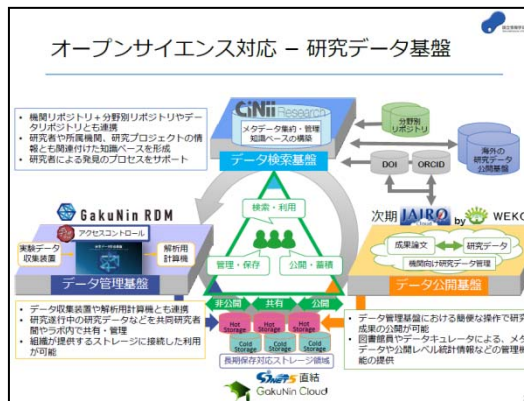 オープンサイエンス対応 – 研究データ基盤
• 機関リポジトリ+分野別リポジトリやデータリポジトリとも連携
• 研究者や所属機関、研究プロジェクトの情報とも関連付けた知識ベースを形成
• 研究者による発見のプロセスをサポート
CiNii Research
メタデータ集約・管理
知識ベースの構築
データ検索基盤
分野別
リポジトリ
海外の
研究データ
公開基盤
DOI
ORCID
検索・利用
管理・保存
公開・蓄積
GakuNin RDM
アクセスコントロール
実験データ
収集装置
解析用
計算機
データ管理基盤
次期 JAIRO Cloud by WEKO
成果論文
研究データ
機関向け研究データ管理
データ公開基盤
非公開
共有
公開
Hot
Storage
Hot
Storage
Hot
Storage
Cold
Storage
Cold
Storage
長期保存対応ストレージ領域
SINET5 直結
GakuNin Cloud
• データ収集装置や解析用計算機とも連携
• 研究遂行中の研究データなどを共同研究者間やラボ内で共有・管理
• 組織が提供するストレージに接続した利用が可能
• データ管理基盤における簡便な操作で研究成果の公開が可能
• 図書館員やデータキュレータによる、メタデータや公開レベル統計情報などの管理機能の提供